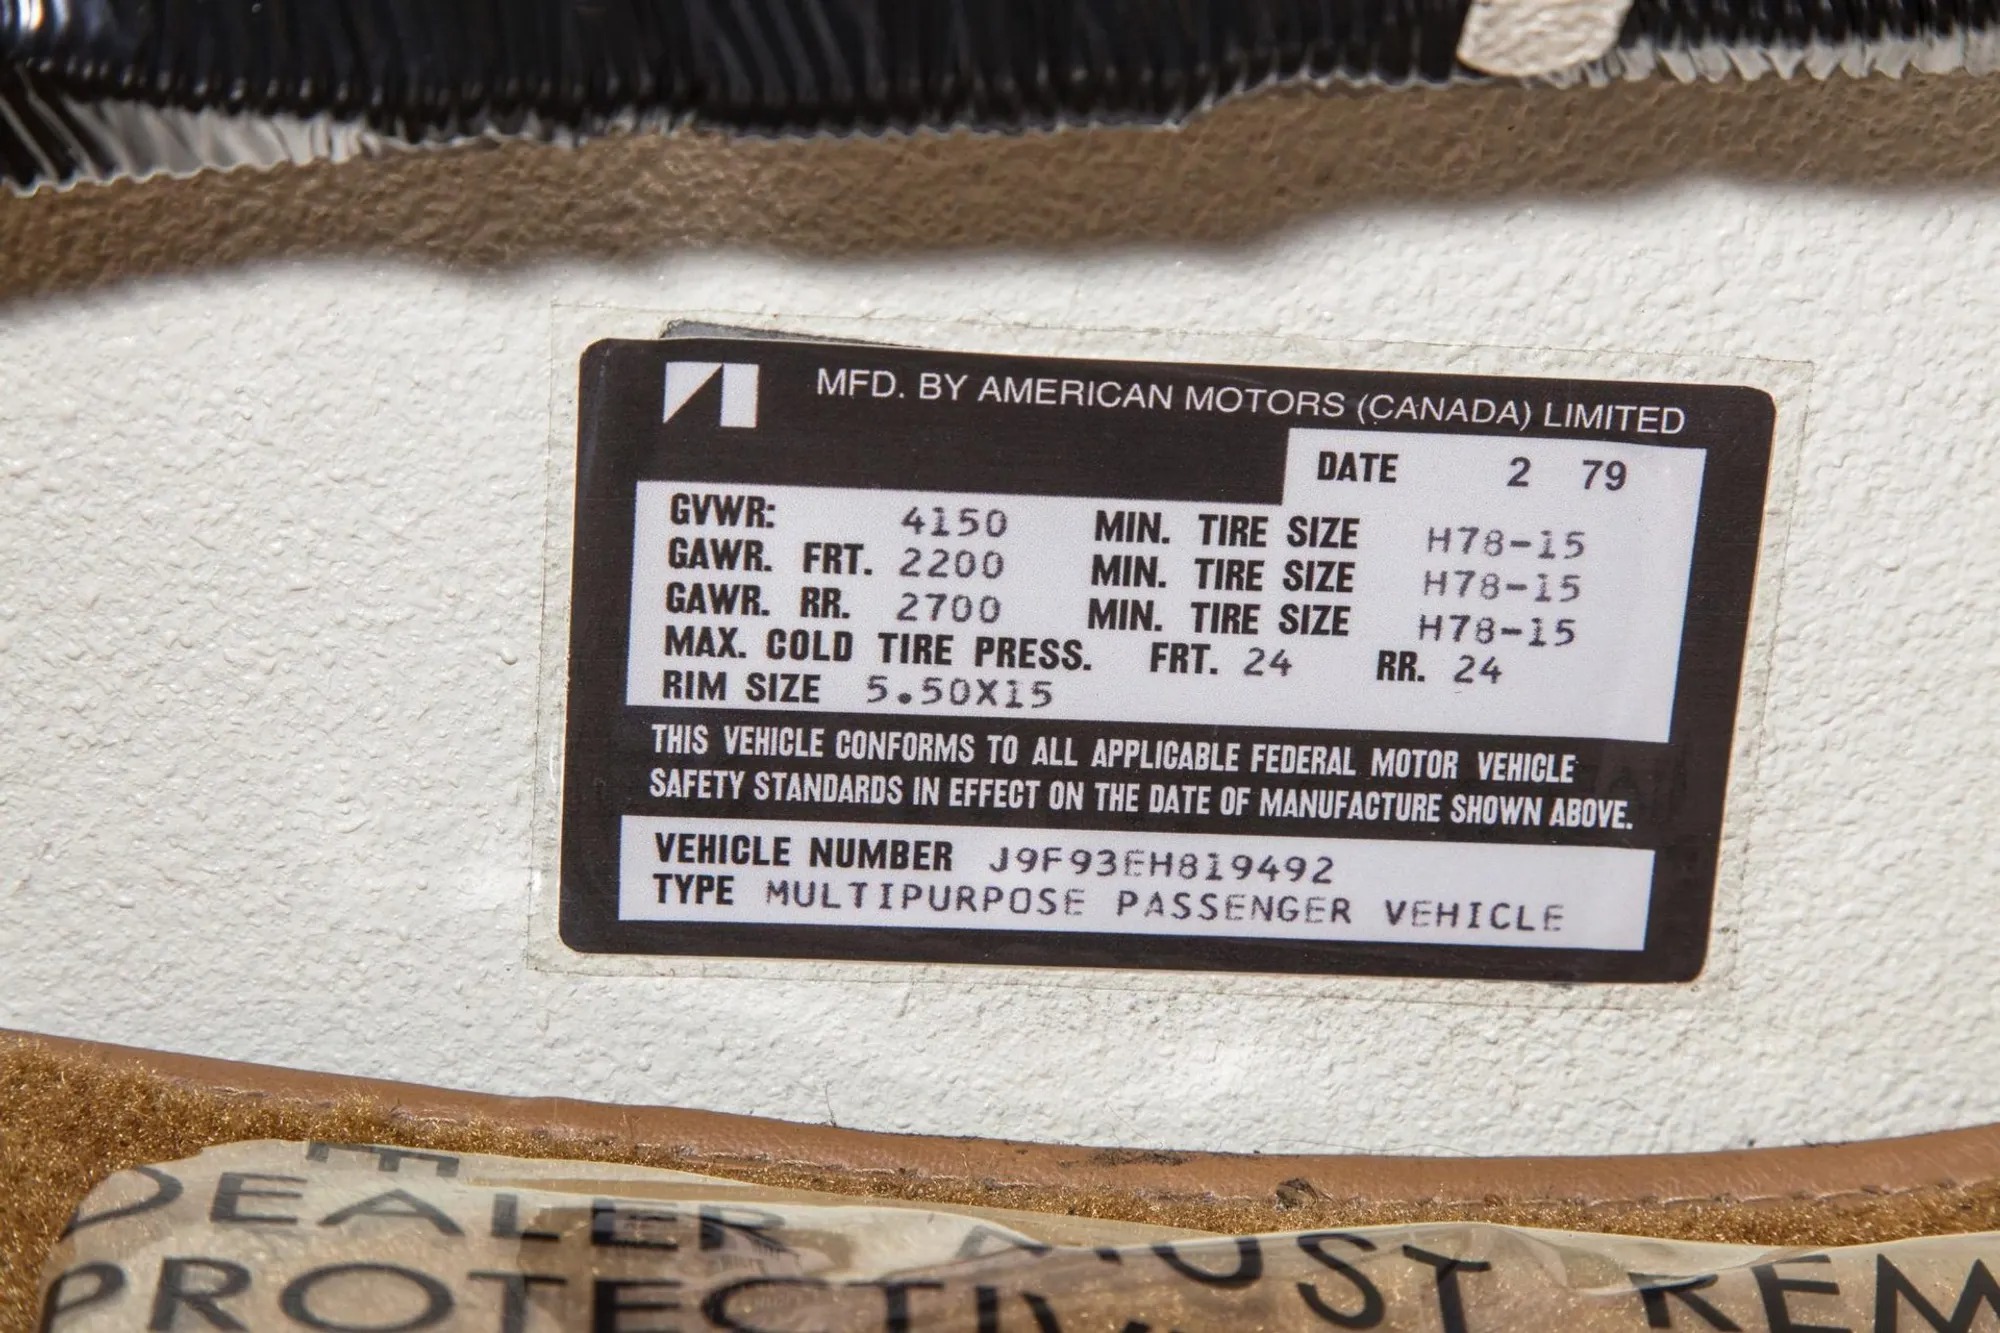 MFD. BY AMERICAN MOTORS (CANADA) LIMITED
DATE 2 79
GVWR: 4150 MIN. TIRE SIZE H78-15
GAWR. FRT. 2200 MIN. TIRE SIZE H78-15
GAWR. RR. 2700 MIN. TIRE SIZE H78-15
MAX. COLD TIRE PRESS. FRT. 24 RR. 24
RIM SIZE 5.50X15
THIS VEHICLE CONFORMS TO ALL APPLICABLE FEDERAL MOTOR VEHICLE
SAFETY STANDARDS IN EFFECT ON THE DATE OF MANUFACTURE SHOWN ABOVE.
VEHICLE NUMBER J9F93EH819492
TYPE MULTIPURPOSE PASSENGER VEHICLE
DEALER MUST REM
PROTECTIV